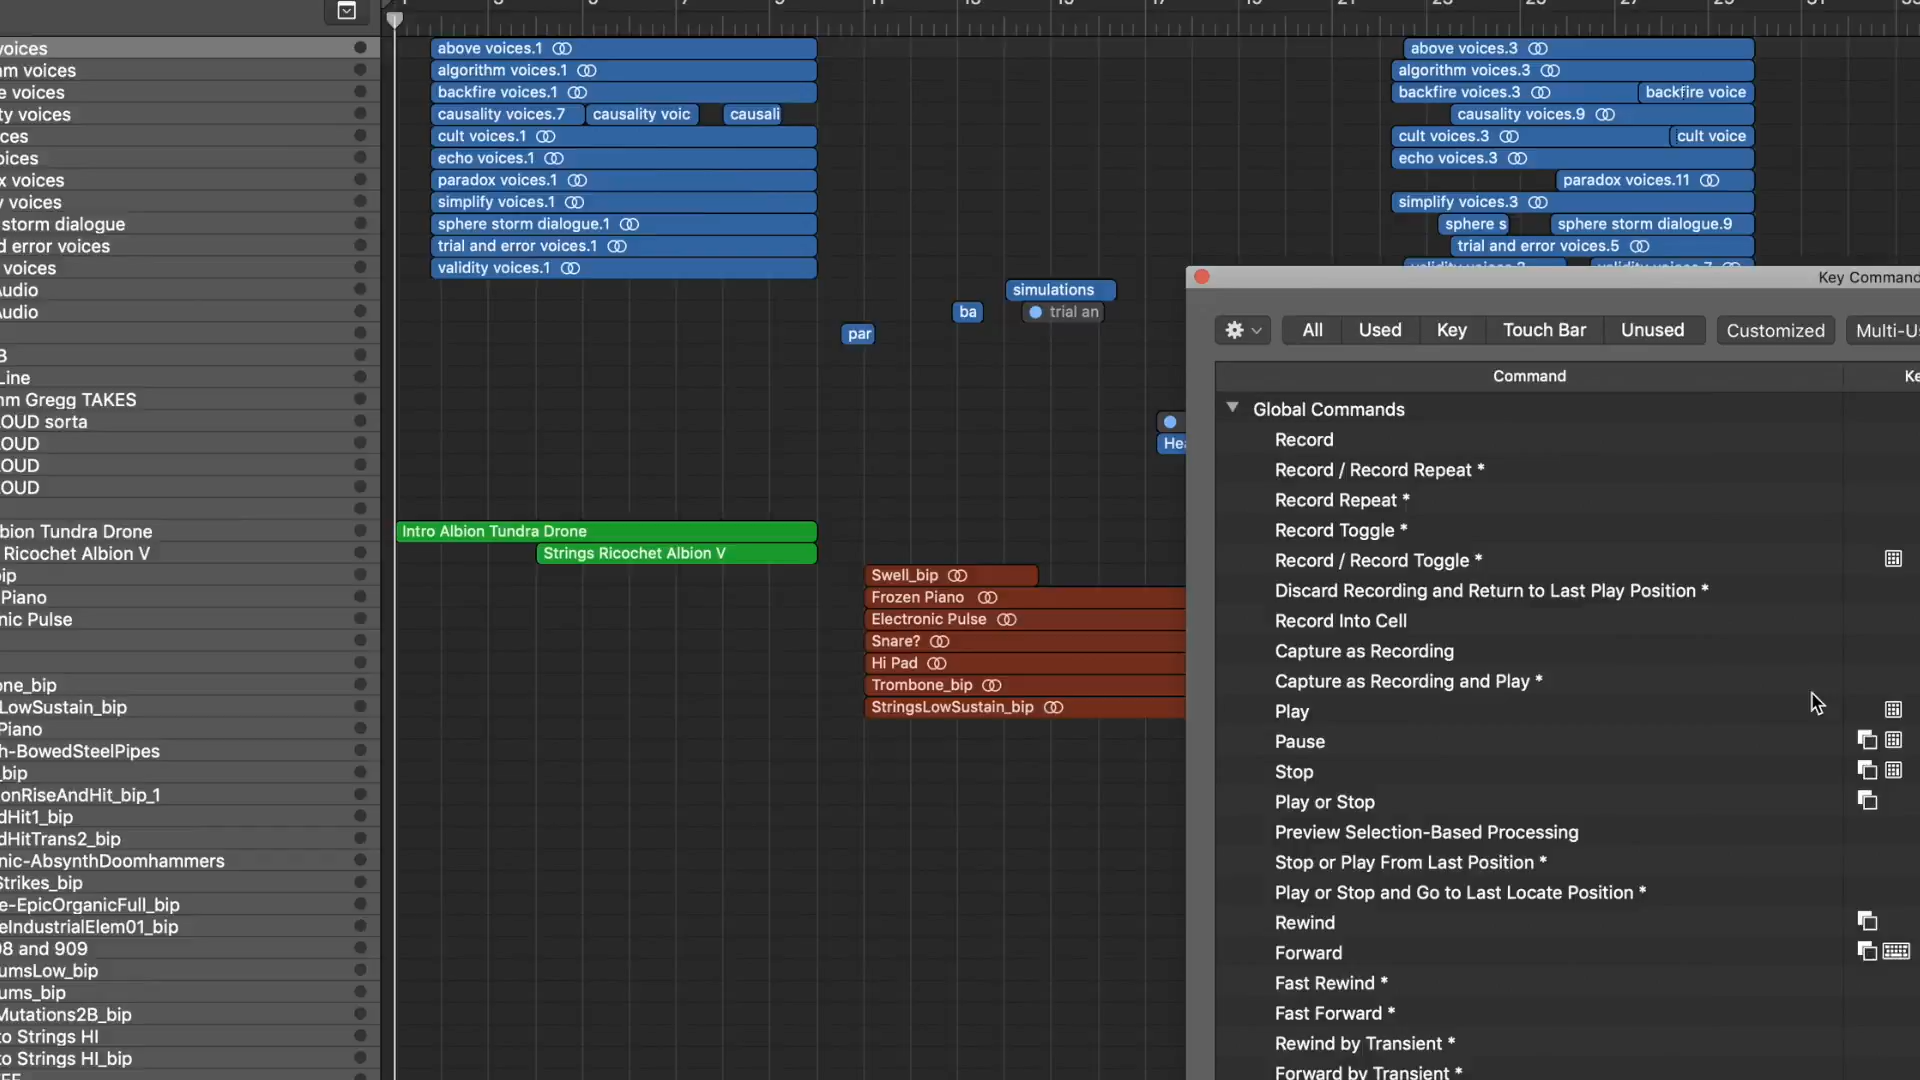 voices
above voices.1
above voices.3
m voices
algorithm voices.1
algorithm voices.3
e voices
backfire voices.1
backfire voices.3
backfire voice
ty voices
causality voices.7
causality voic
causali
causality voices.9
ces
cult voices.1
cult voices.3
cult voice
oices
echo voices.1
echo voices.3
x voices
paradox voices.1
paradox voices.11
y voices
simplify voices.1
simplify voices.3
storm dialogue
sphere storm dialogue.1
sphere s
sphere storm dialogue.9
d error voices
trial and error voices.1
trial and error voices.5
voices
validity voices.1
Audio
simulations
Audio
ba
trial an
par
B
Line
m Gregg TAKES
OUD sorta
OUD
Hea
OUD
OUD
bion Tundra Drone
Intro Albion Tundra Drone
Ricochet Albion V
Strings Ricochet Albion V
ip
Swell_bip
Piano
Frozen Piano
nic Pulse
Electronic Pulse
Snare?
Hi Pad
one_bip
Trombone_bip
LowSustain_bip
StringsLowSustain_bip
Piano
h-BowedSteelPipes
_bip
onRiseAndHit_bip_1
dHit1_bip
dHitTrans2_bip
nic-AbsynthDoomhammers
Strikes_bip
e-EpicOrganicFull_bip
eIndustrialElem01_bip
08 and 909
umsLow_bip
ums_bip
Mutations2B_bip
to Strings HI
to Strings HI_bip
Key Command
All
Used
Key
Touch Bar
Unused
Customized
Multi-U
Command
Ke
Global Commands
Record
Record / Record Repeat *
Record Repeat *
Record Toggle *
Record / Record Toggle *
Discard Recording and Return to Last Play Position *
Record Into Cell
Capture as Recording
Capture as Recording and Play *
Play
Pause
Stop
Play or Stop
Preview Selection-Based Processing
Stop or Play From Last Position *
Play or Stop and Go to Last Locate Position *
Rewind
Forward
Fast Rewind *
Fast Forward *
Rewind by Transient *
Forward by Transient *